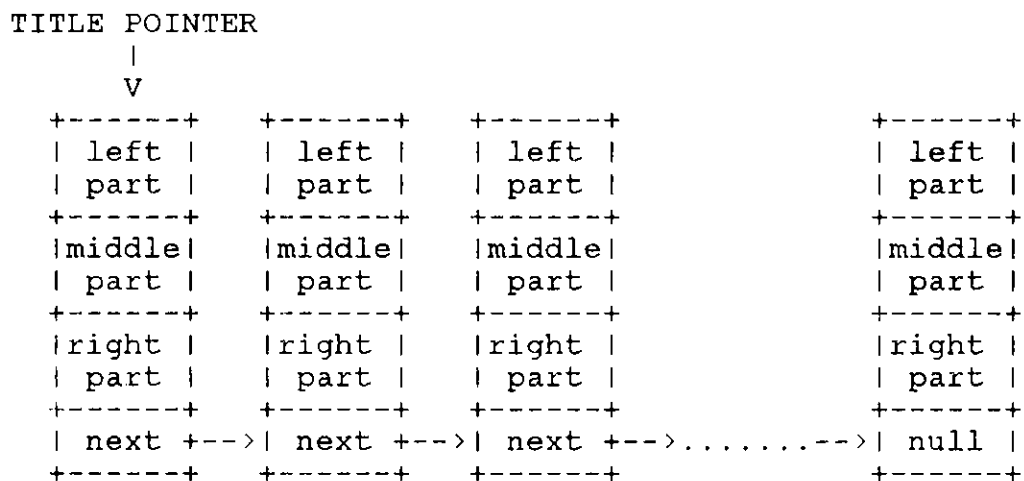 TITLE POINTER
|
V
+------+ +------+ +------+ +------+
| left | | left | | left | | left |
| part | | part | | part | | part |
+------+ +------+ +------+ +------+
|middle| |middle| |middle| |middle|
| part | | part | | part | | part |
+------+ +------+ +------+ +------+
|right | |right | |right | |right |
| part | | part | | part | | part |
+------+ +------+ +------+ +------+
| next +-->| next +-->| next +-->.......-->| null |
+------+ +------+ +------+ +------+